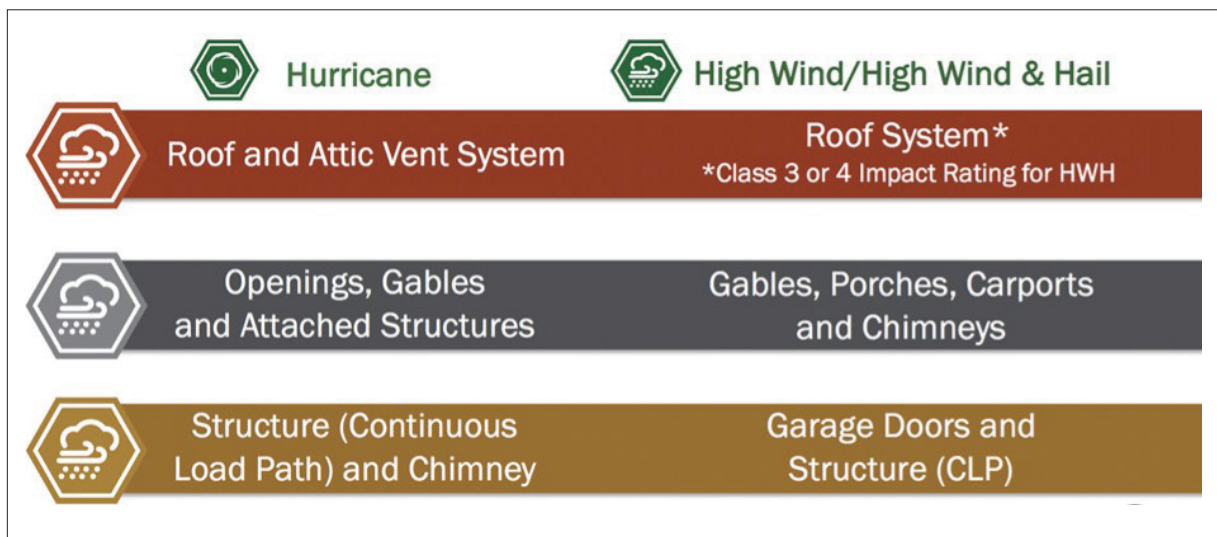 Hurricane
High Wind/High Wind & Hail
Roof and Attic Vent System
Roof System*
*Class 3 or 4 Impact Rating for HWH
Openings, Gables
and Attached Structures
Gables, Porches, Carports
and Chimneys
Structure (Continuous
Load Path) and Chimney
Garage Doors and
Structure (CLP)